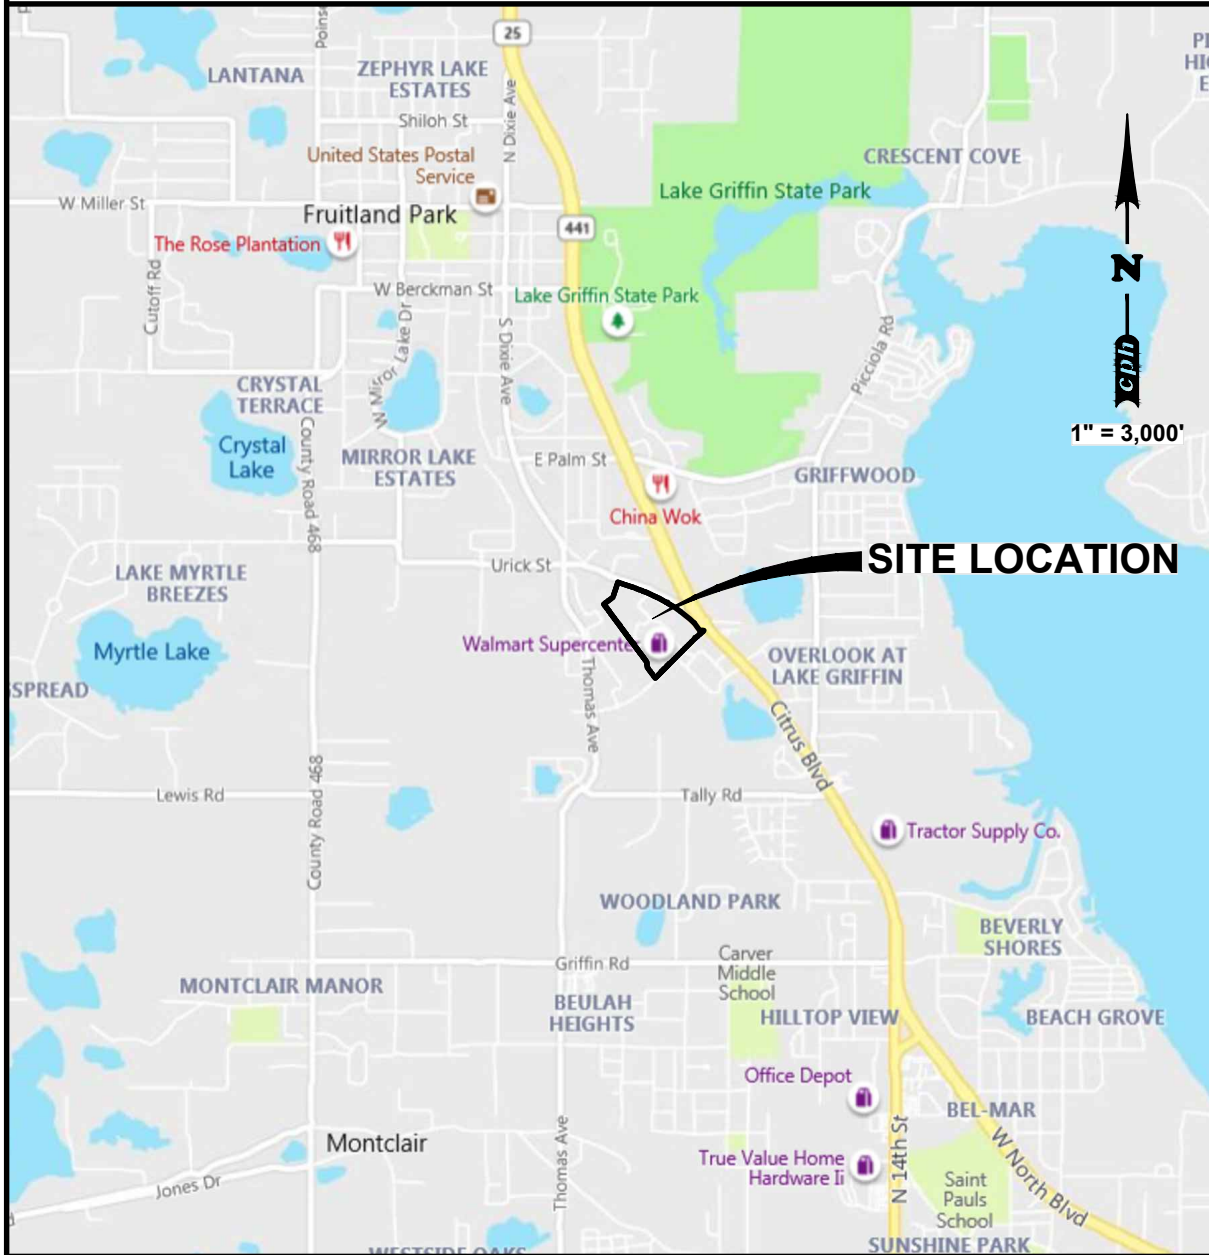 25
Poins
LANTANA
ZEPHYR LAKE
ESTATES
Shiloh St
N Dixie Ave
United States Postal
Service
CRESCENT COVE
Lake Griffin State Park
W Miller St
Fruitland Park
441
The Rose Plantation
Cutoff Rd
W Berckman St
Lake Griffin State Park
N
cph
1" = 3,000'
Picciola Rd
S Dixie Ave
W Mirror Lake Dr
CRYSTAL
TERRACE
Crystal
Lake
County Road 468
MIRROR LAKE
ESTATES
E Palm St
GRIFFWOOD
China Wok
SITE LOCATION
Urick St
LAKE MYRTLE
BREEZES
Myrtle Lake
Walmart Supercenter
OVERLOOK AT
LAKE GRIFFIN
SSPREAD
Thomas Ave
Citrus Blvd
County Road 468
Lewis Rd
Tally Rd
Tractor Supply Co.
WOODLAND PARK
BEVERLY
SHORES
Griffin Rd
Carver
Middle
School
MONTCLAIR MANOR
BEULAH
HEIGHTS
HILLTOP VIEW
BEACH GROVE
Office Depot
BEL-MAR
Montclair
Thomas Ave
True Value Home
Hardware Ii
N 14th St
W North Blvd
Jones Dr
Saint
Pauls
School
SUNSHINE PARK
WESTSIDE OAKS